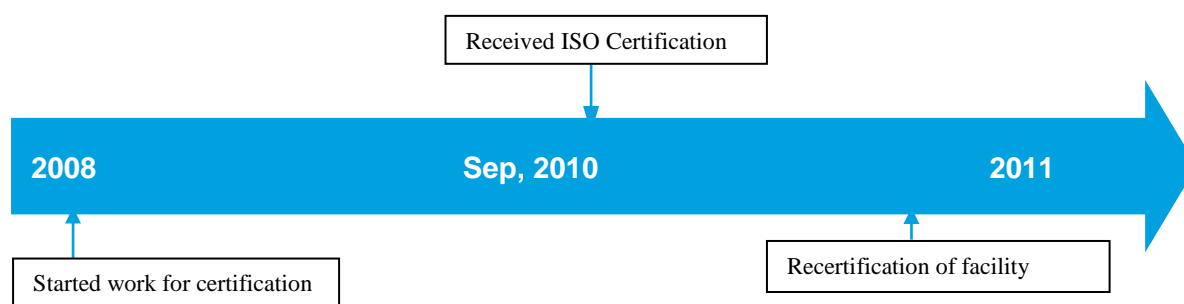 Received ISO Certification
2008 Sep, 2010 2011
Started work for certification
Recertification of facility